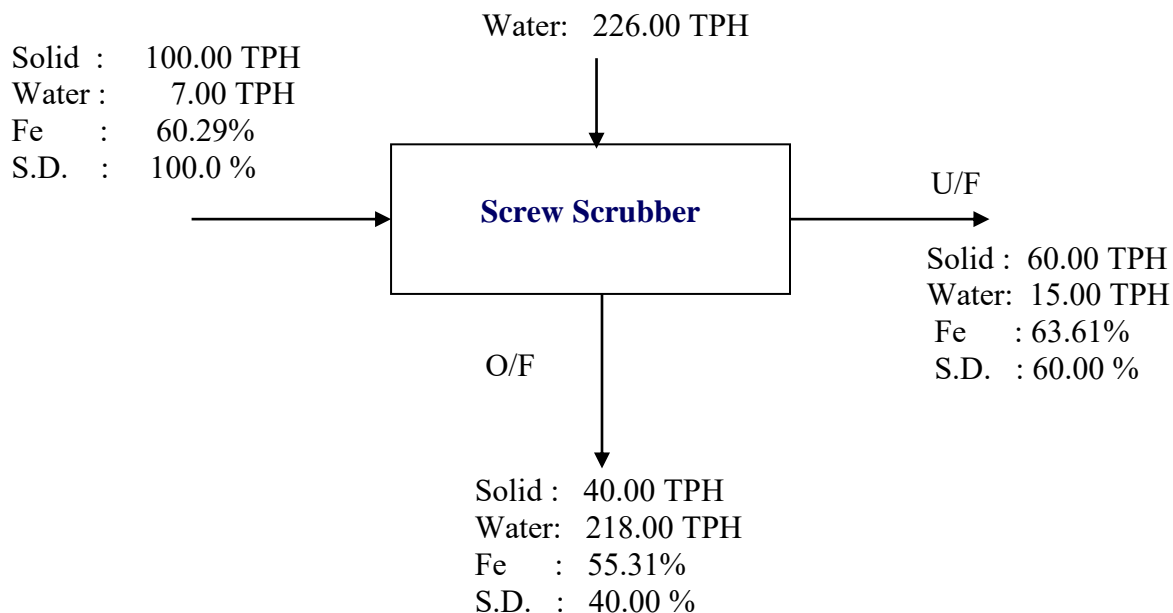 Water: 226.00 TPH
Solid : 100.00 TPH
Water : 7.00 TPH
Fe : 60.29%
S.D. : 100.0 %
Screw Scrubber
U/F
Solid : 60.00 TPH
Water: 15.00 TPH
Fe : 63.61%
S.D. : 60.00 %
O/F
Solid : 40.00 TPH
Water: 218.00 TPH
Fe : 55.31%
S.D. : 40.00 %